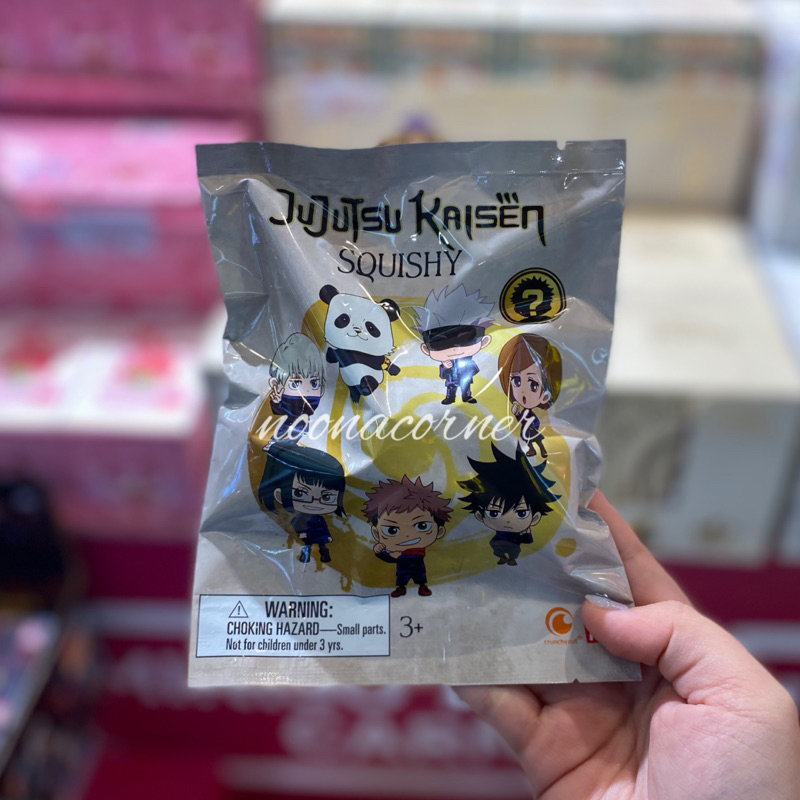 JUJUTSU KAISEN
SQUISHY
?
noonacorner
WARNING:
CHOKING HAZARD—Small parts.
Not for children under 3 yrs.
3+
crunchyroll